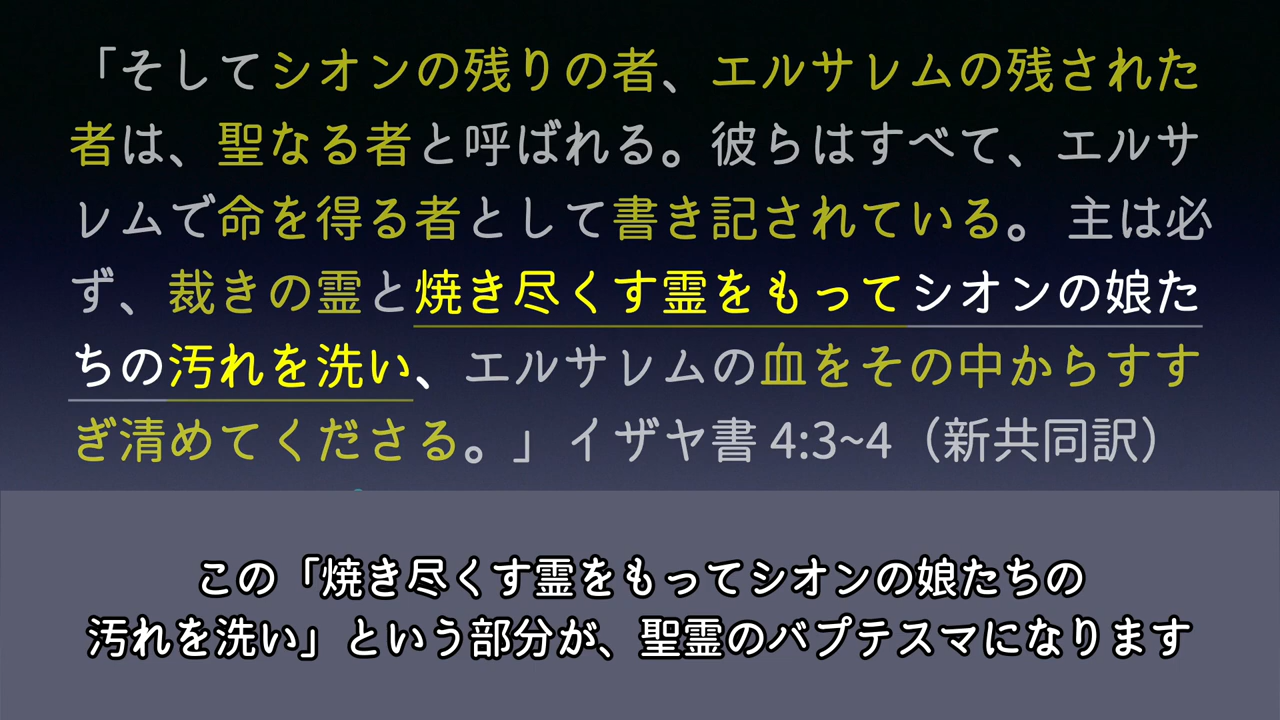 「そしてシオンの残りの者、エルサレムの残された
者は、聖なる者と呼ばれる。彼らはすべて、エルサ
レムで命を得る者として書き記されている。 主は必
ず、裁きの霊と焼き尽くす霊をもってシオンの娘た
ちの汚れを洗い、エルサレムの血をその中からすす
ぎ清めてくださる。」イザヤ書 4:3~4（新共同訳）
この「焼き尽くす霊をもってシオンの娘たちの
汚れを洗い」という部分が、聖霊のバプテスマになります